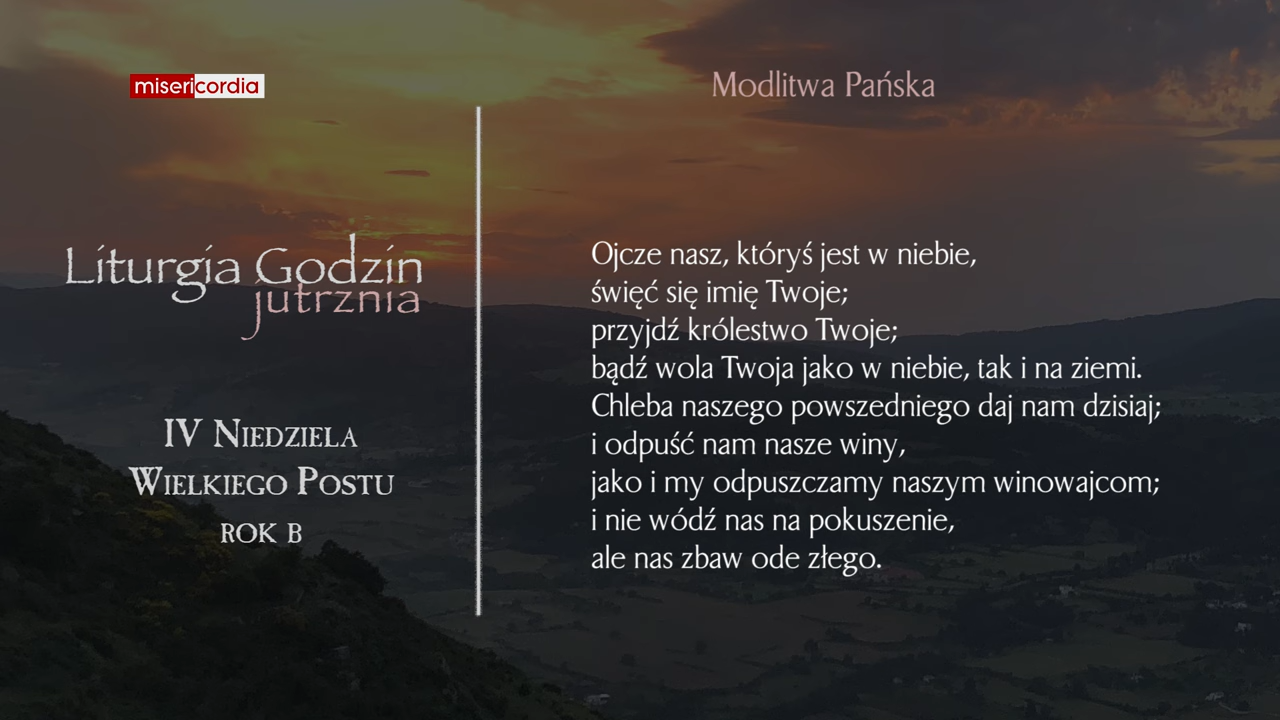 misericordia
Liturgia Godzin
jutrznia
IV Niedziela
Wielkiego Postu
rok B
Modlitwa Pańska
Ojcze nasz, któryś jest w niebie,
święć się imię Twoje;
przyjdź królestwo Twoje;
bądź wola Twoja jako w niebie, tak i na ziemi.
Chleba naszego powszedniego daj nam dzisiaj;
i odpuść nam nasze winy,
jako i my odpuszczamy naszym winowajcom;
i nie wódź nas na pokuszenie,
ale nas zbaw ode złego.